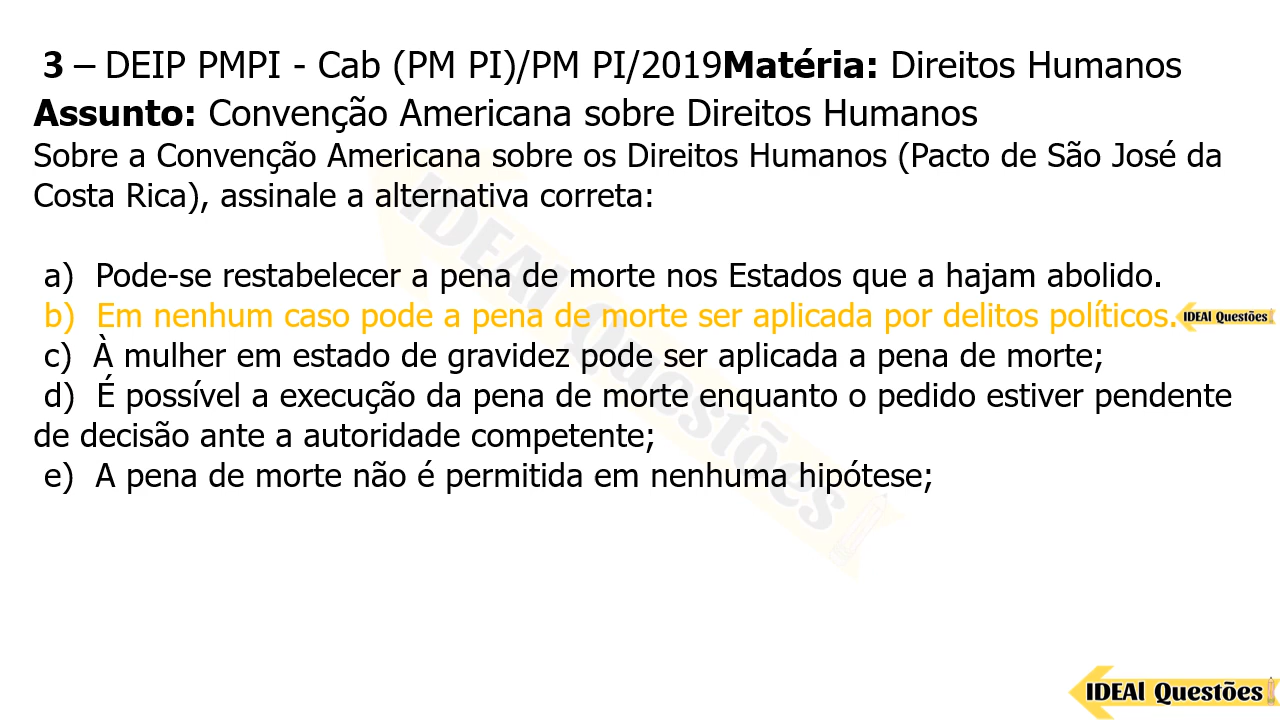 3 – DEIP PMPI - Cab (PM PI)/PM PI/2019Matéria: Direitos Humanos
Assunto: Convenção Americana sobre Direitos Humanos
Sobre a Convenção Americana sobre os Direitos Humanos (Pacto de São José da
Costa Rica), assinale a alternativa correta:
a) Pode-se restabelecer a pena de morte nos Estados que a hajam abolido.
b) Em nenhum caso pode a pena de morte ser aplicada por delitos políticos.
IDEAl Questões
c) À mulher em estado de gravidez pode ser aplicada a pena de morte;
d) É possível a execução da pena de morte enquanto o pedido estiver pendente
de decisão ante a autoridade competente;
e) A pena de morte não é permitida em nenhuma hipótese;
IDEAl Questões
IDEAl Questões